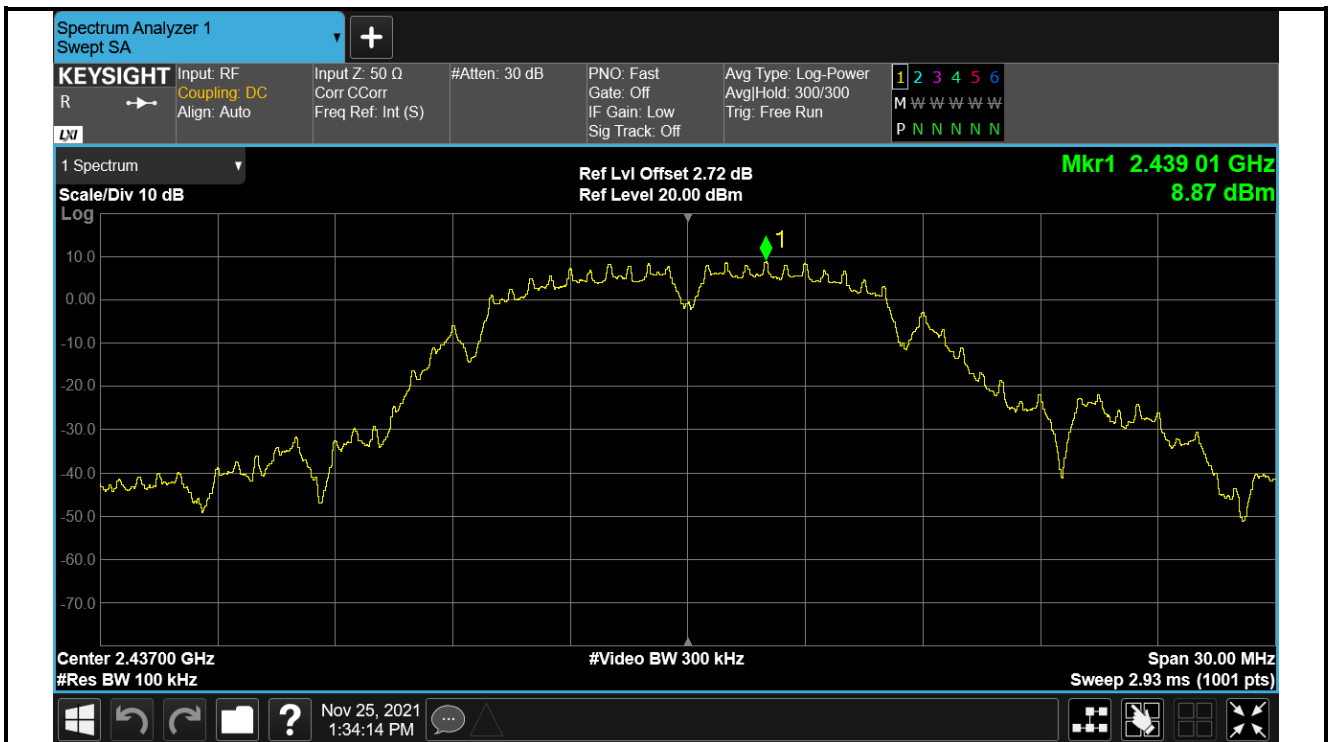 Spectrum Analyzer 1
Swept SA
KEYSIGHT
R
LXI
Input: RF
Coupling: DC
Align: Auto
Input Z: 50 Ω
Corr CCorr
Freq Ref: Int (S)
#Atten: 30 dB
PNO: Fast
Gate: Off
IF Gain: Low
Sig Track: Off
Avg Type: Log-Power
Avg|Hold: 300/300
Trig: Free Run
1 2 3 4 5 6
M W W W W W
P N N N N N
1 Spectrum
Scale/Div 10 dB
Ref Lvl Offset 2.72 dB
Ref Level 20.00 dBm
Mkr1 2.439 01 GHz
8.87 dBm
Log
1
10.0
0.00
-10.0
-20.0
-30.0
-40.0
-50.0
-60.0
-70.0
Center 2.43700 GHz
#Res BW 100 kHz
#Video BW 300 kHz
Span 30.00 MHz
Sweep 2.93 ms (1001 pts)
?
Nov 25, 2021
1:34:14 PM